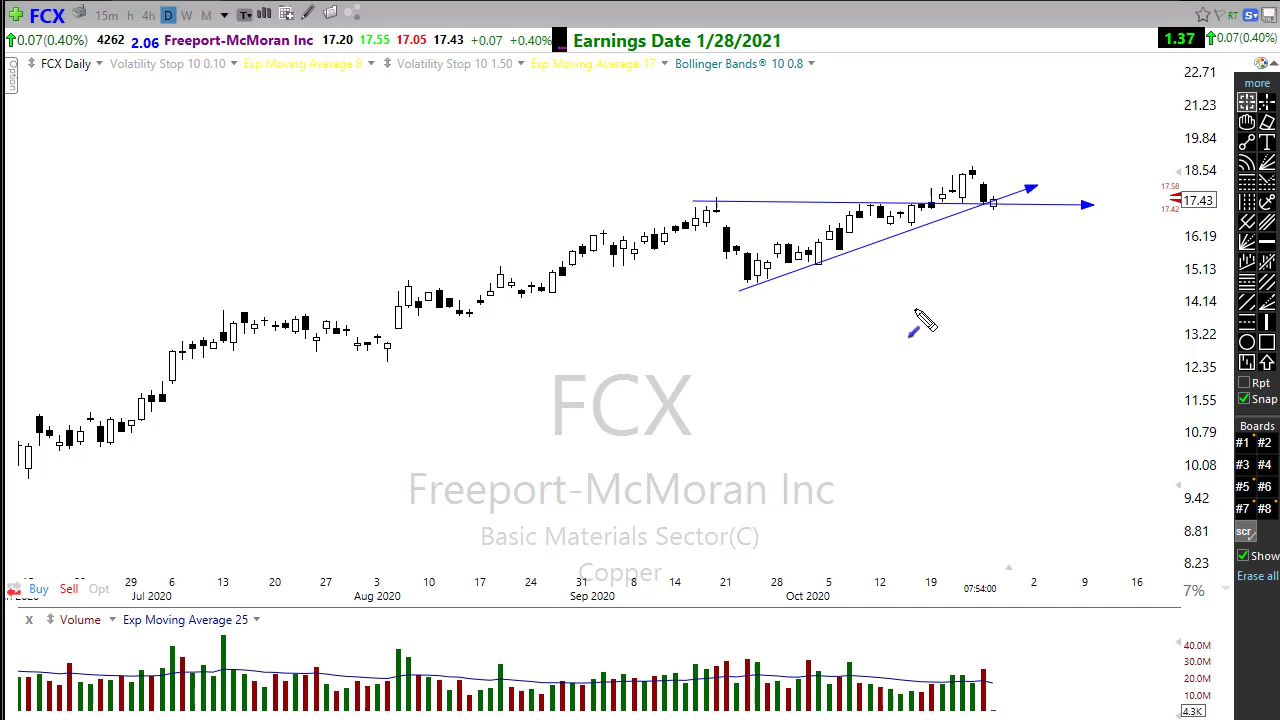 FCX 15m h 4h D W M T RT S
0.07(0.40%) 4262 2.06 Freeport-McMoran Inc 17.20 17.55 17.05 17.43 +0.07 +0.40% Earnings Date 1/28/2021 1.37 0.07(0.40%)
Option
FCX Daily Volatility Stop 10 0.10 Exp Moving Average 8 Volatility Stop 10 1.50 Exp Moving Average 17 Bollinger Bands® 10 0.8
22.71
21.23
19.84
18.54
17.58
17.43
17.42
16.19
15.13
14.14
13.22
12.35
11.55
10.79
10.08
9.42
8.81
8.23
more
T
Rpt
Snap
Boards
#1 #2
#3 #4
#5 #6
#7 #8
scr
Show
Erase all
FCX
Freeport-McMoran Inc
Basic Materials Sector(C)
Copper
29 6 13 20 27 3 10 17 24 31 8 14 21 28 5 12 19 07:54:00 2 9 16
Buy Sell Opt
Jul 2020 Aug 2020 Sep 2020 Oct 2020
7%
x Volume Exp Moving Average 25
40.0M
30.0M
20.0M
10.0M
4.3K